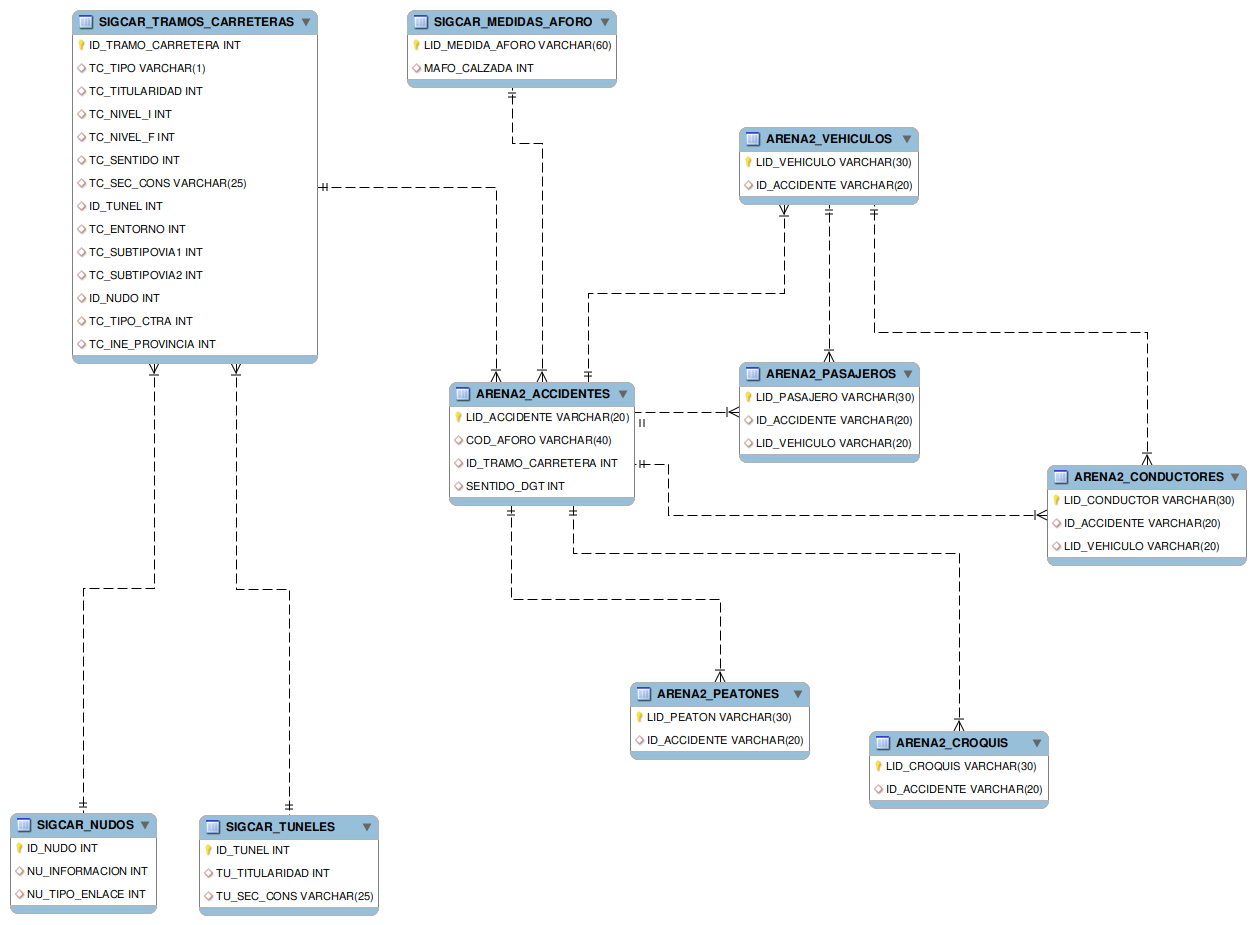 SIGCAR_TRAMOS_CARRETERAS
ID_TRAMO_CARRETERA INT
TC_TIPO VARCHAR(1)
TC_TITULARIDAD INT
TC_NIVEL_I INT
TC_NIVEL_F INT
TC_SENTIDO INT
TC_SEC_CONS VARCHAR(25)
ID_TUNEL INT
TC_ENTORNO INT
TC_SUBTIPOVIA1 INT
TC_SUBTIPOVIA2 INT
ID_NUDO INT
TC_TIPO_CTRA INT
TC_INE_PROVINCIA INT
SIGCAR_MEDIDAS_AFORO
LID_MEDIDA_AFORO VARCHAR(60)
MAFO_CALZADA INT
ARENA2_VEHICULOS
LID_VEHICULO VARCHAR(30)
ID_ACCIDENTE VARCHAR(20)
ARENA2_ACCIDENTES
LID_ACCIDENTE VARCHAR(20)
COD_AFORO VARCHAR(40)
ID_TRAMO_CARRETERA INT
SENTIDO_DGT INT
ARENA2_PASAJEROS
LID_PASAJERO VARCHAR(30)
ID_ACCIDENTE VARCHAR(20)
LID_VEHICULO VARCHAR(20)
ARENA2_CONDUCTORES
LID_CONDUCTOR VARCHAR(30)
ID_ACCIDENTE VARCHAR(20)
LID_VEHICULO VARCHAR(20)
ARENA2_PEATONES
LID_PEATON VARCHAR(30)
ID_ACCIDENTE VARCHAR(20)
ARENA2_CROQUIS
LID_CROQUIS VARCHAR(30)
ID_ACCIDENTE VARCHAR(20)
SIGCAR_NUDOS
ID_NUDO INT
NU_INFORMACION INT
NU_TIPO_ENLACE INT
SIGCAR_TUNELES
ID_TUNEL INT
TU_TITULARIDAD INT
TU_SEC_CONS VARCHAR(25)